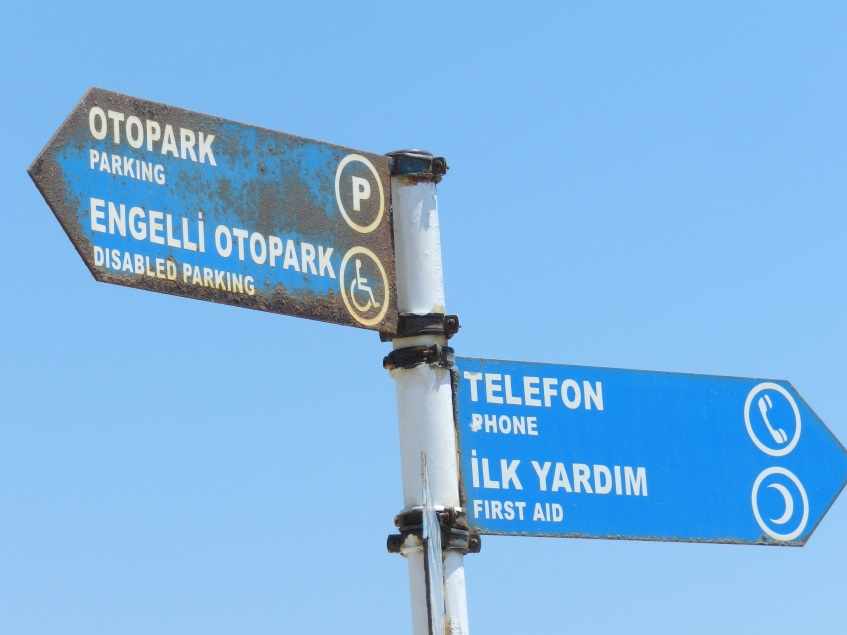 OTOPARK
PARKING
P
ENGELLİ OTOPARK
DISABLED PARKING
TELEFON
PHONE
İLK YARDIM
FIRST AID